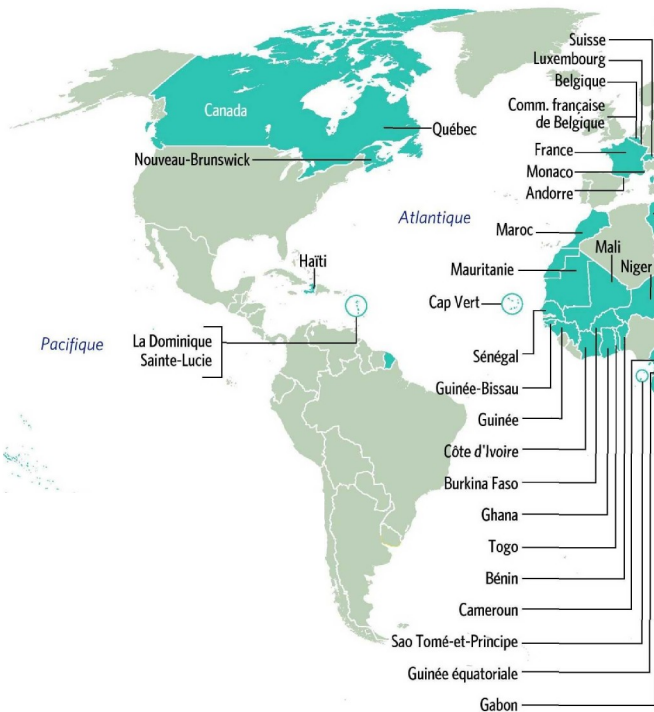 Suisse
Luxembourg
Belgique
Comm. française
de Belgique
France
Monaco
Andorre
Canada
Québec
Nouveau-Brunswick
Atlantique
Maroc
Mali
Mauritanie
Niger
Haïti
Cap Vert
Pacifique
La Dominique
Sainte-Lucie
Sénégal
Guinée-Bissau
Guinée
Côte d'Ivoire
Burkina Faso
Ghana
Togo
Bénin
Cameroun
Sao Tomé-et-Principe
Guinée équatoriale
Gabon